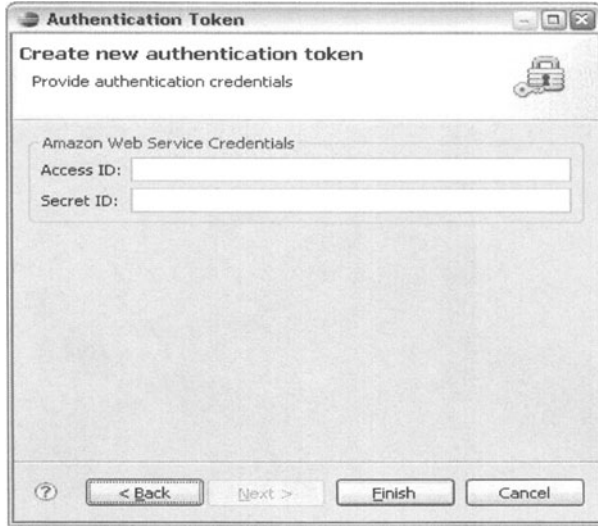 Authentication Token
Create new authentication token
Provide authentication credentials
Amazon Web Service Credentials
Access ID:
Secret ID:
?
< Back
Next >
Finish
Cancel